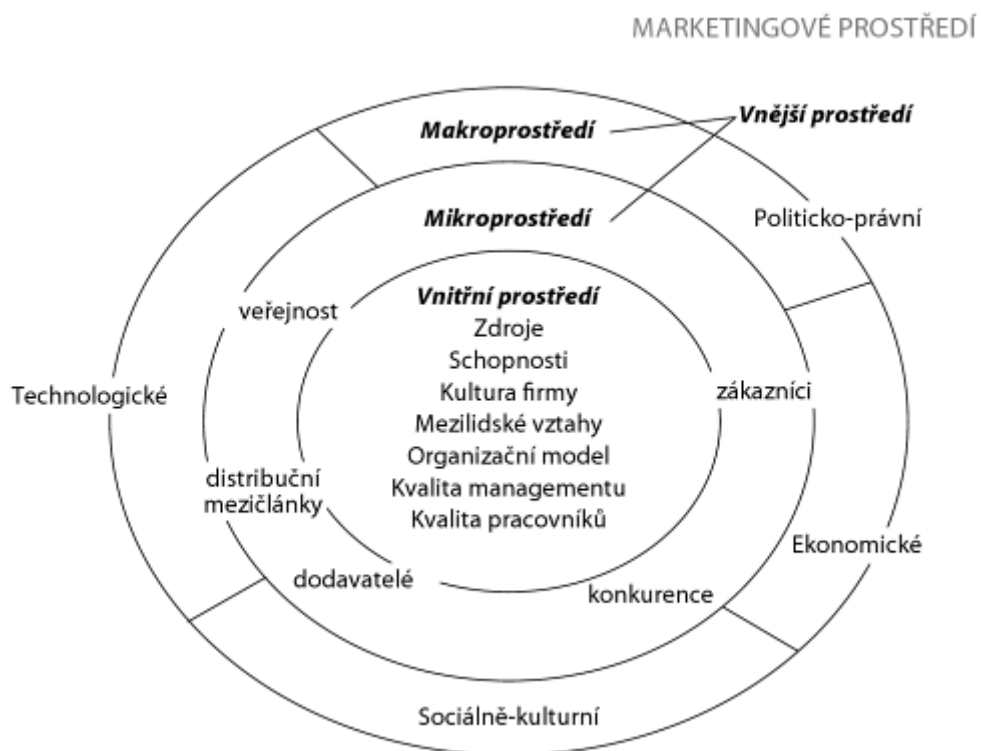 MARKETINGOVÉ PROSTŘEDÍ
Makroprostředí
Vnější prostředí
Mikroprostředí
Politicko-právní
Vnitřní prostředí
veřejnost
Zdroje
Schopnosti
Technologické
Kultura firmy
zákazníci
Mezilidské vztahy
Organizační model
distribuční
mezičlánky
Kvalita managementu
Kvalita pracovníků
Ekonomické
dodavatelé
konkurence
Sociálně-kulturní